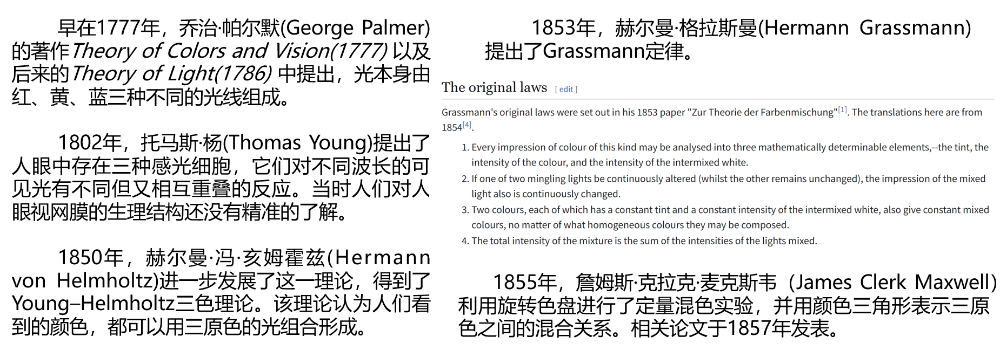 早在1777年，乔治·帕尔默(George Palmer)
的著作Theory of Colors and Vision(1777) 以及
后来的Theory of Light(1786) 中提出，光本身由
红、黄、蓝三种不同的光线组成。
1802年，托马斯·杨(Thomas Young)提出了
人眼中存在三种感光细胞，它们对不同波长的可
见光有不同但又相互重叠的反应。当时人们对人
眼视网膜的生理结构还没有精准的了解。
1850年，赫尔曼·冯·亥姆霍兹(Hermann
von Helmholtz)进一步发展了这一理论，得到了
Young–Helmholtz三色理论。该理论认为人们看
到的颜色，都可以用三原色的光组合形成。
1853年，赫尔曼·格拉斯曼(Hermann Grassmann)
提出了Grassmann定律。
The original laws [ edit ]
Grassmann's original laws were set out in his 1853 paper "Zur Theorie der Farbenmischung"[1]. The translations here are from
1854[4].
1. Every impression of colour of this kind may be analysed into three mathematically determinable elements,--the tint, the
intensity of the colour, and the intensity of the intermixed white.
2. If one of two mingling lights be continuously altered (whilst the other remains unchanged), the impression of the mixed
light also is continuously changed.
3. Two colours, each of which has a constant tint and a constant intensity of the intermixed white, also give constant mixed
colours, no matter of what homogeneous colours they may be composed.
4. The total intensity of the mixture is the sum of the intensities of the lights mixed.
1855年，詹姆斯·克拉克·麦克斯韦（James Clerk Maxwell）
利用旋转色盘进行了定量混色实验，并用颜色三角形表示三原
色之间的混合关系。相关论文于1857年发表。